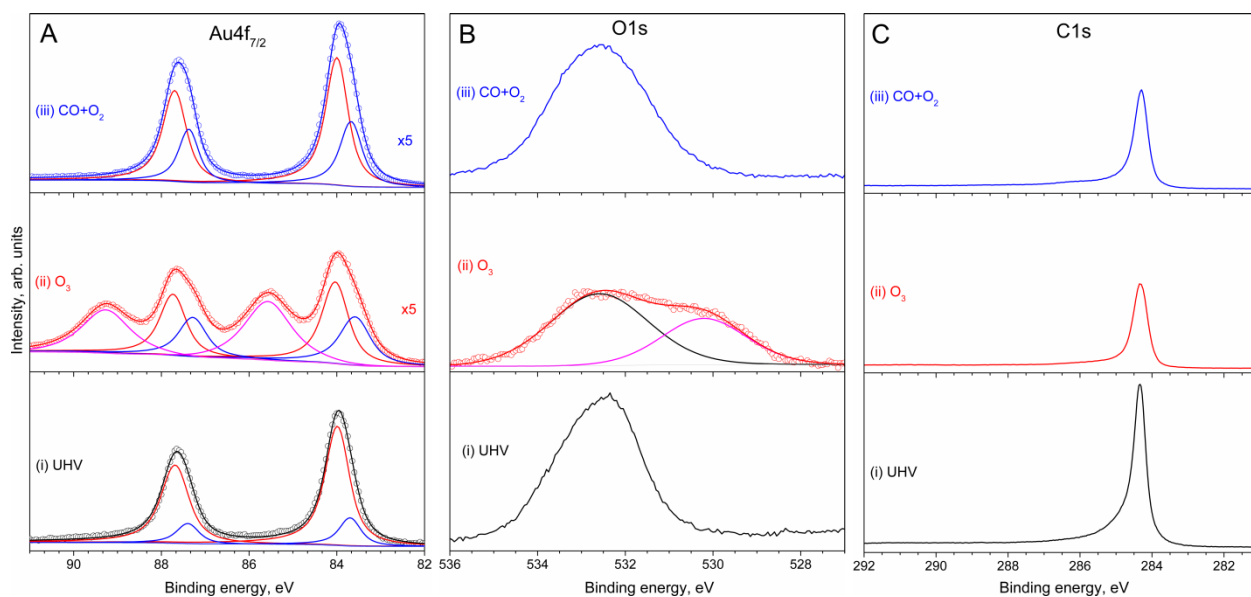 A
Au4f7/2
(iii) CO+O2
x5
(ii) O3
x5
(i) UHV
90 88 86 84 82
Binding energy, eV
Intensity, arb. units
B
O1s
(iii) CO+O2
(ii) O3
(i) UHV
536 534 532 530 528
Binding energy, eV
C
C1s
(iii) CO+O2
(ii) O3
(i) UHV
292 290 288 286 284 282
Binding energy, eV